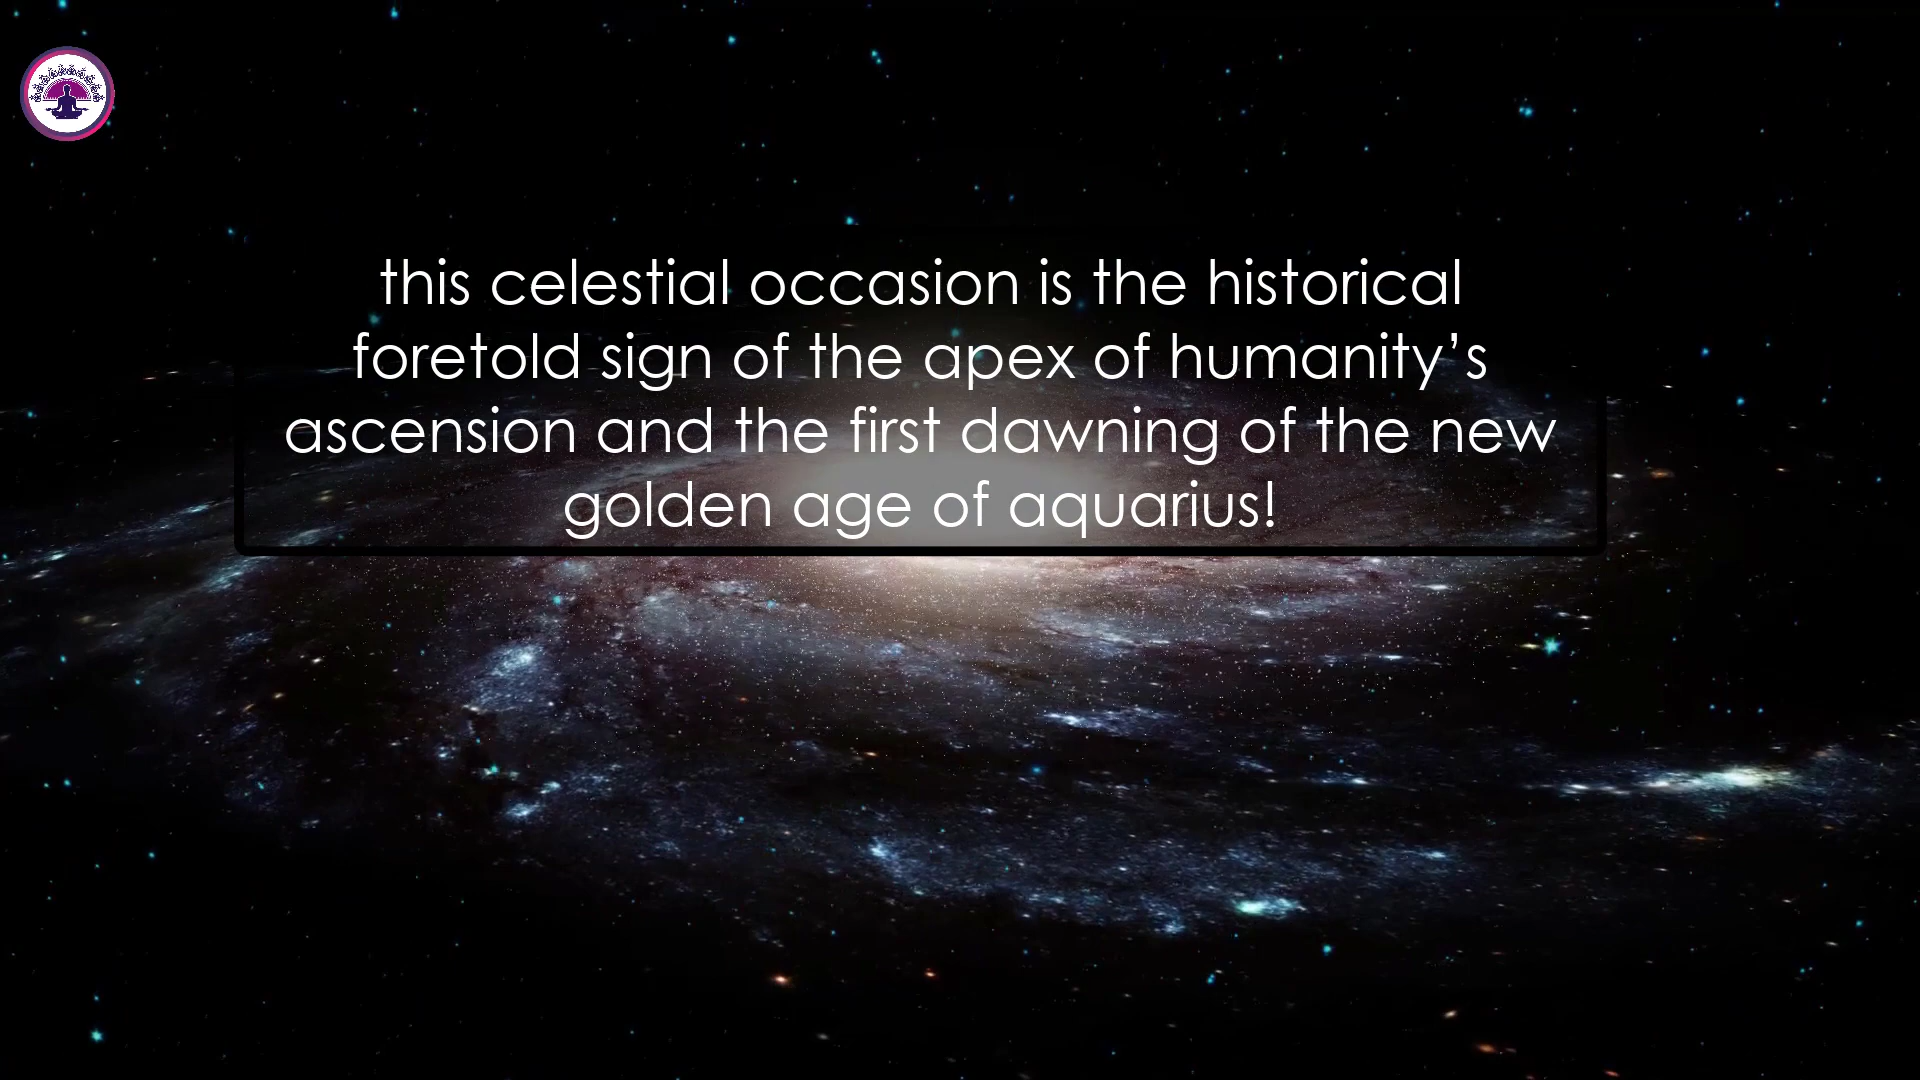 this celestial occasion is the historical
foretold sign of the apex of humanity’s
ascension and the first dawning of the new
golden age of aquarius!